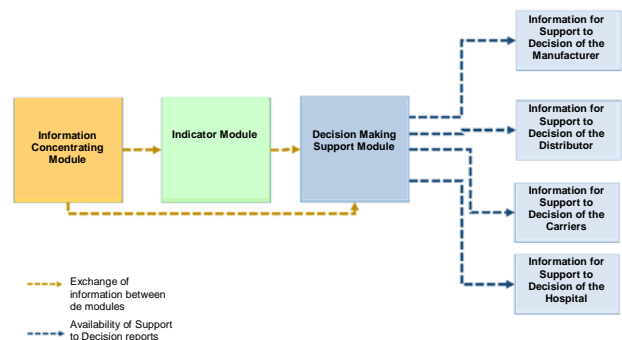 Information
Concentrating
Module
Indicator Module
Decision Making
Support Module
Information for
Support to
Decision of the
Manufacturer
Information for
Support to
Decision of the
Distributor
Information for
Support to
Decision of the
Carriers
Information for
Support to
Decision of the
Hospital
Exchange of
information between
de modules
Availability of Support
to Decision reports